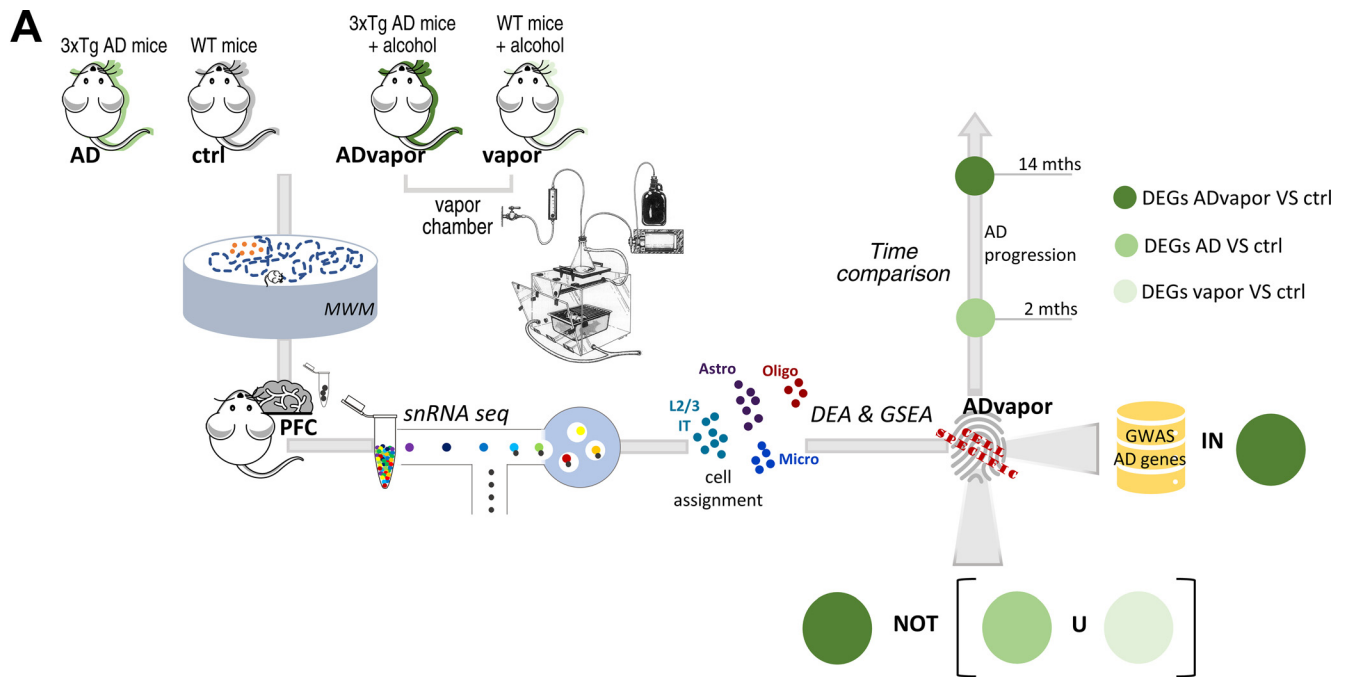 A
3xTg AD mice
WT mice
3xTg AD mice
+ alcohol
WT mice
+ alcohol
AD
ctrl
ADvapor
vapor
vapor
chamber
MWM
PFC
snRNA seq
Astro
Oligo
L2/3
IT
Micro
cell
assignment
DEA & GSEA
Time
comparison
14 mths
AD
progression
2 mths
DEGs ADvapor VS ctrl
DEGs AD VS ctrl
DEGs vapor VS ctrl
ADvapor
CELL
SPECIFIC
GWAS
AD genes
IN
NOT
U